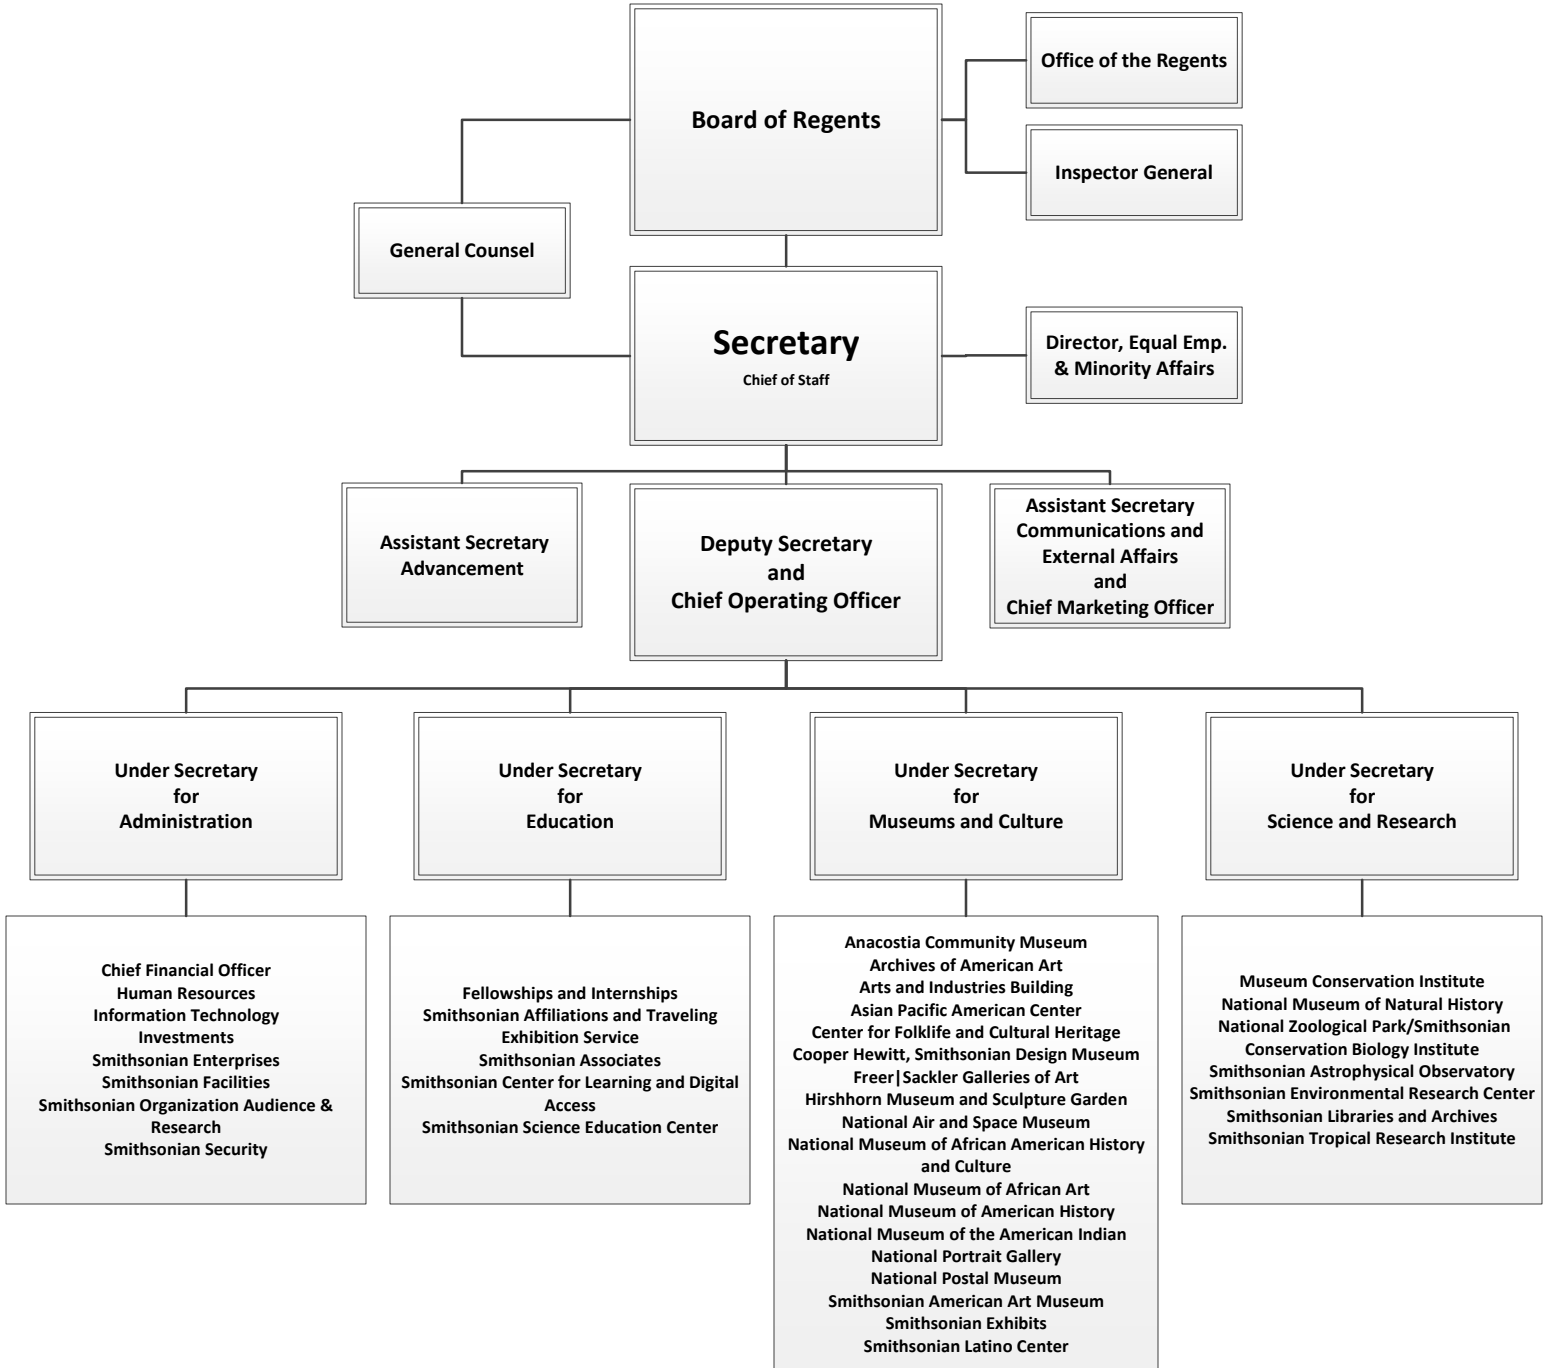 Board of Regents
Office of the Regents
Inspector General
General Counsel
Secretary
Chief of Staff
Director, Equal Emp.
& Minority Affairs
Assistant Secretary
Advancement
Deputy Secretary
and
Chief Operating Officer
Assistant Secretary
Communications and
External Affairs
and
Chief Marketing Officer
Under Secretary
for
Administration
Under Secretary
for
Education
Under Secretary
for
Museums and Culture
Under Secretary
for
Science and Research
Chief Financial Officer
Human Resources
Information Technology
Investments
Smithsonian Enterprises
Smithsonian Facilities
Smithsonian Organization Audience &
Research
Smithsonian Security
Fellowships and Internships
Smithsonian Affiliations and Traveling
Exhibition Service
Smithsonian Associates
Smithsonian Center for Learning and Digital
Access
Smithsonian Science Education Center
Anacostia Community Museum
Archives of American Art
Arts and Industries Building
Asian Pacific American Center
Center for Folklife and Cultural Heritage
Cooper Hewitt, Smithsonian Design Museum
Freer|Sackler Galleries of Art
Hirshhorn Museum and Sculpture Garden
National Air and Space Museum
National Museum of African American History
and Culture
National Museum of African Art
National Museum of American History
National Museum of the American Indian
National Portrait Gallery
National Postal Museum
Smithsonian American Art Museum
Smithsonian Exhibits
Smithsonian Latino Center
Museum Conservation Institute
National Museum of Natural History
National Zoological Park/Smithsonian
Conservation Biology Institute
Smithsonian Astrophysical Observatory
Smithsonian Environmental Research Center
Smithsonian Libraries and Archives
Smithsonian Tropical Research Institute